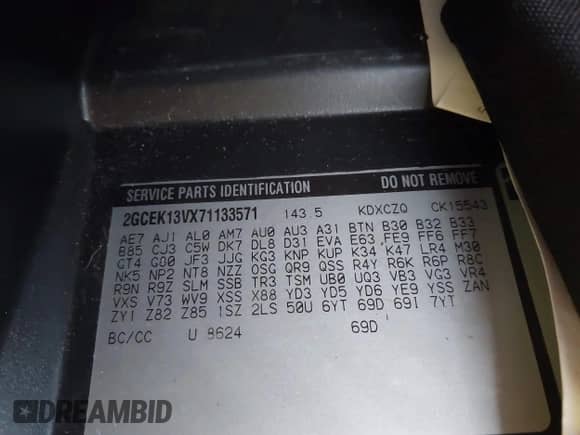 SERVICE PARTS IDENTIFICATION DO NOT REMOVE
2GCEK13VX71133571 143.5 KDXCZQ CK15543
AE7 AJ1 AL0 AM7 AU0 AU3 A31 BTN B30 B32 B33
B85 CJ3 C5W DK7 DL8 D31 EVA E63 FE9 FF6 FF7
GT4 G80 JF3 JJG KG3 KNP KUP K34 K47 LR4 M30
NK5 NP2 NT8 NZZ OSG QR9 QSS R4Y R6K R6P R8C
R9N R9Z SLM SSB TR3 TSM UB0 UQ3 VB3 VG3 VR4
VXS V73 WV9 XSS X88 YD3 YD5 YD6 YE9 YSS ZAN
ZY1 Z82 Z85 1SZ 2LS 50U 6YT 69D 69I 7YT
BC/CC U 8624 69D
DREAMBID